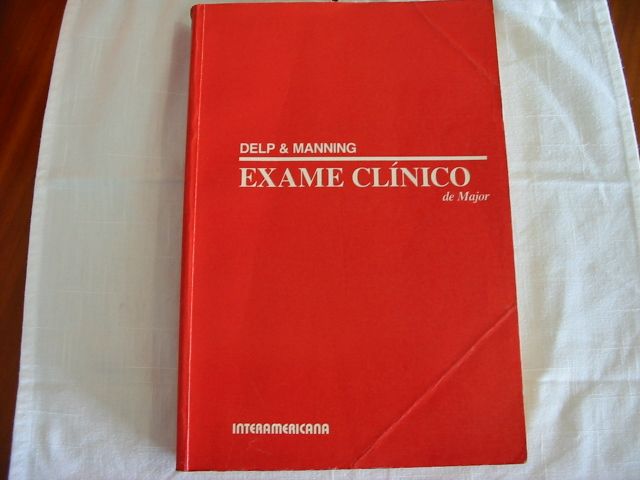 DELP & MANNING
EXAME CLÍNICO
de Major
INTERAMERICANA